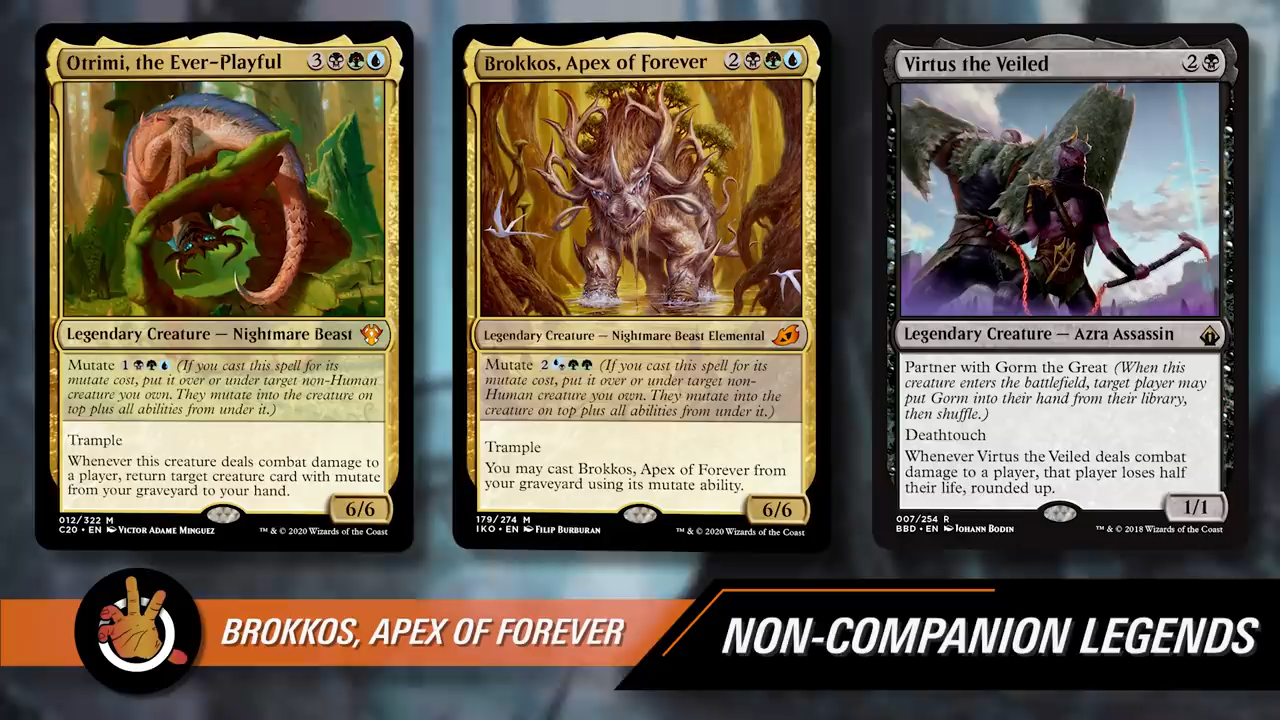 Otrimi, the Ever-Playful 3
Legendary Creature — Nightmare Beast
Mutate 1 (If you cast this spell for its
mutate cost, put it over or under target non-Human
creature you own. They mutate into the creature on
top plus all abilities from under it.)
Trample
Whenever this creature deals combat damage to
a player, return target creature card with mutate
from your graveyard to your hand.
6/6
012/322 M
C20 • EN Victor Adame Minguez
™ & © 2020 Wizards of the Coast
Brokkos, Apex of Forever 2
Legendary Creature — Nightmare Beast Elemental
Mutate 2 (If you cast this spell for its
mutate cost, put it over or under target non-
Human creature you own. They mutate into the
creature on top plus all abilities from under it.)
Trample
You may cast Brokkos, Apex of Forever from
your graveyard using its mutate ability.
6/6
179/274 M
IKO • EN Filip Burburan
™ & © 2020 Wizards of the Coast
Virtus the Veiled 2
Legendary Creature — Azra Assassin
Partner with Gorm the Great (When this
creature enters the battlefield, target player may
put Gorm into their hand from their library,
then shuffle.)
Deathtouch
Whenever Virtus the Veiled deals combat
damage to a player, that player loses half
their life, rounded up.
1/1
007/254 R
BBD • EN Johann Bodin
™ & © 2018 Wizards of the Coast
BROKKOS, APEX OF FOREVER
NON-COMPANION LEGENDS